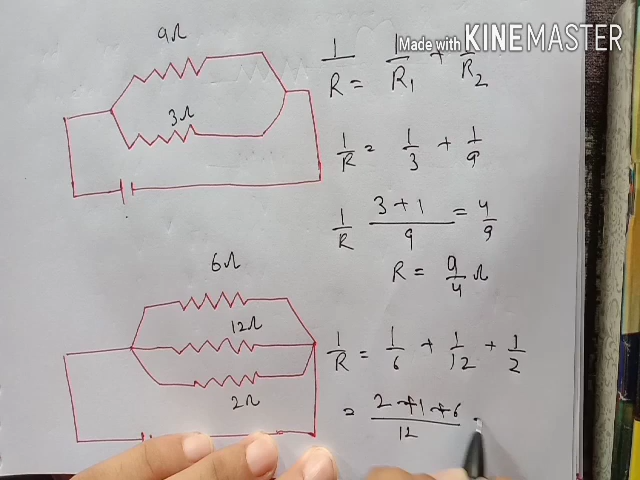 Made with KINEMASTER
9Ω
3Ω
1/R = 1/R₁ + 1/R₂
1/R = 1/3 + 1/9
1/R 3+1/9 = 4/9
R = 9/4 Ω
6Ω
12Ω
2Ω
1/R = 1/6 + 1/12 + 1/2
= 2+1+6/12